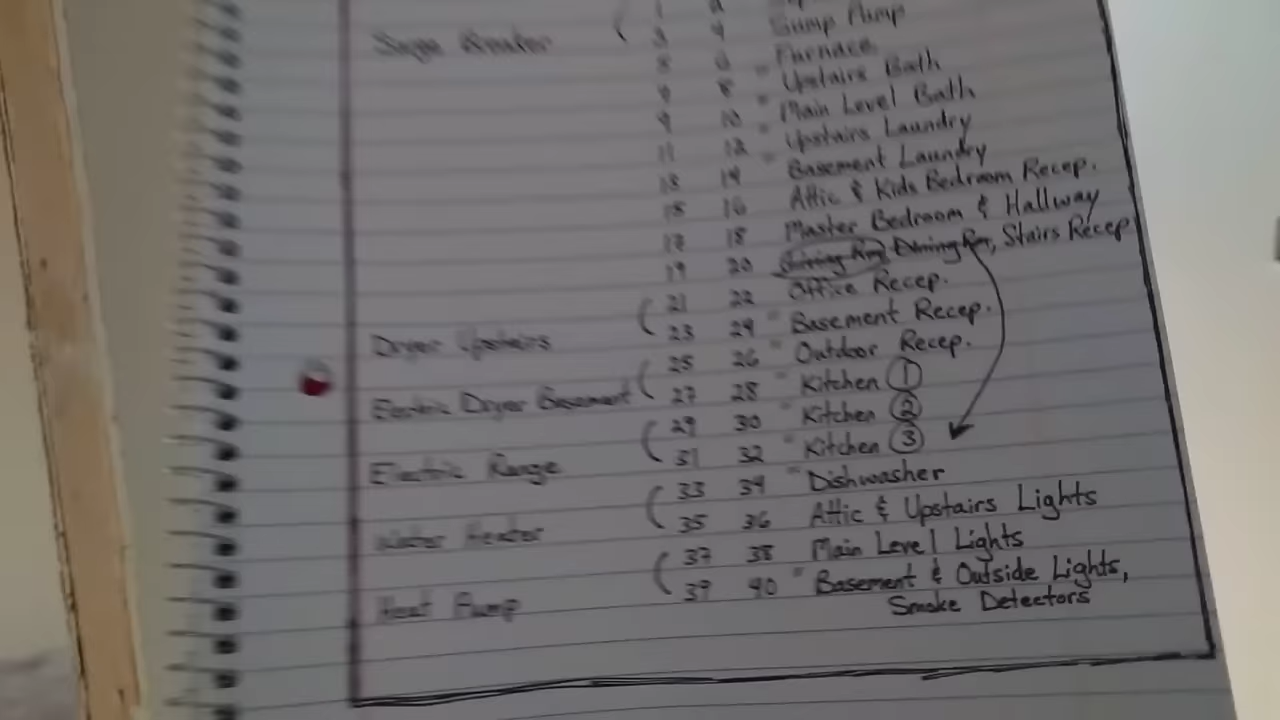 1 2
Surge Breaker ( 3 4 Sump Pump
5 6 Furnace
7 8 " Upstairs Bath
9 10 " Main Level Bath
11 12 " Upstairs Laundry
13 14 " Basement Laundry
15 16 Attic & Kids Bedroom Recep.
17 18 Master Bedroom & Hallway
19 20 Dining Rm, Stairs Recep
21 22 Office Recep.
Dryer Upstairs ( 23 24 " Basement Recep.
25 26 " Outdoor Recep.
Electric Dryer Basement ( 27 28 " Kitchen 1
29 30 " Kitchen 2
Electric Range ( 31 32 " Kitchen 3
33 34 " Dishwasher
Water Heater ( 35 36 Attic & Upstairs Lights
37 38 Main Level Lights
Heat Pump ( 39 40 " Basement & Outside Lights,
Smoke Detectors